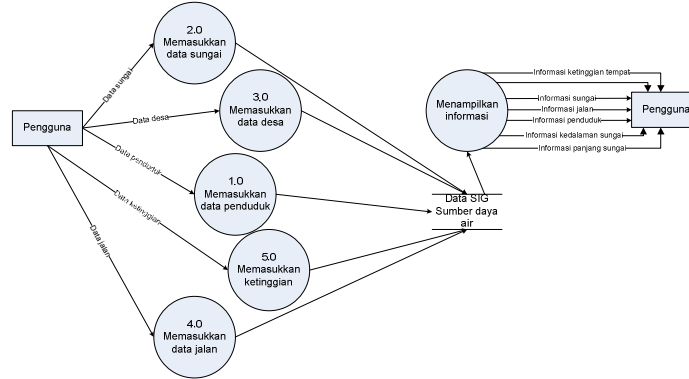 2.0
Memasukkan
data sungai
Data sungai
3,0
Memasukkan
data desa
Data desa
Pengguna
Data penduduk
1.0
Memasukkan
data penduduk
Data ketinggian
5.0
Memasukkan
ketinggian
Data jalan
4.0
Memasukkan
data jalan
Data SIG
Sumber daya
air
Menampilkan
informasi
Informasi ketinggian tempat
Informasi sungai
Informasi jalan
Informasi penduduk
Informasi kedalaman sungai
Informasi panjang sungai
Pengguna